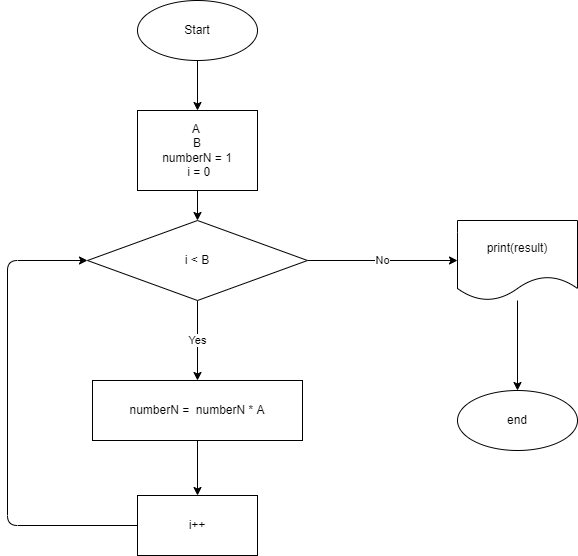 Start
A
B
numberN = 1
i = 0
i < B
No
print(result)
Yes
numberN =  numberN * A
end
i++